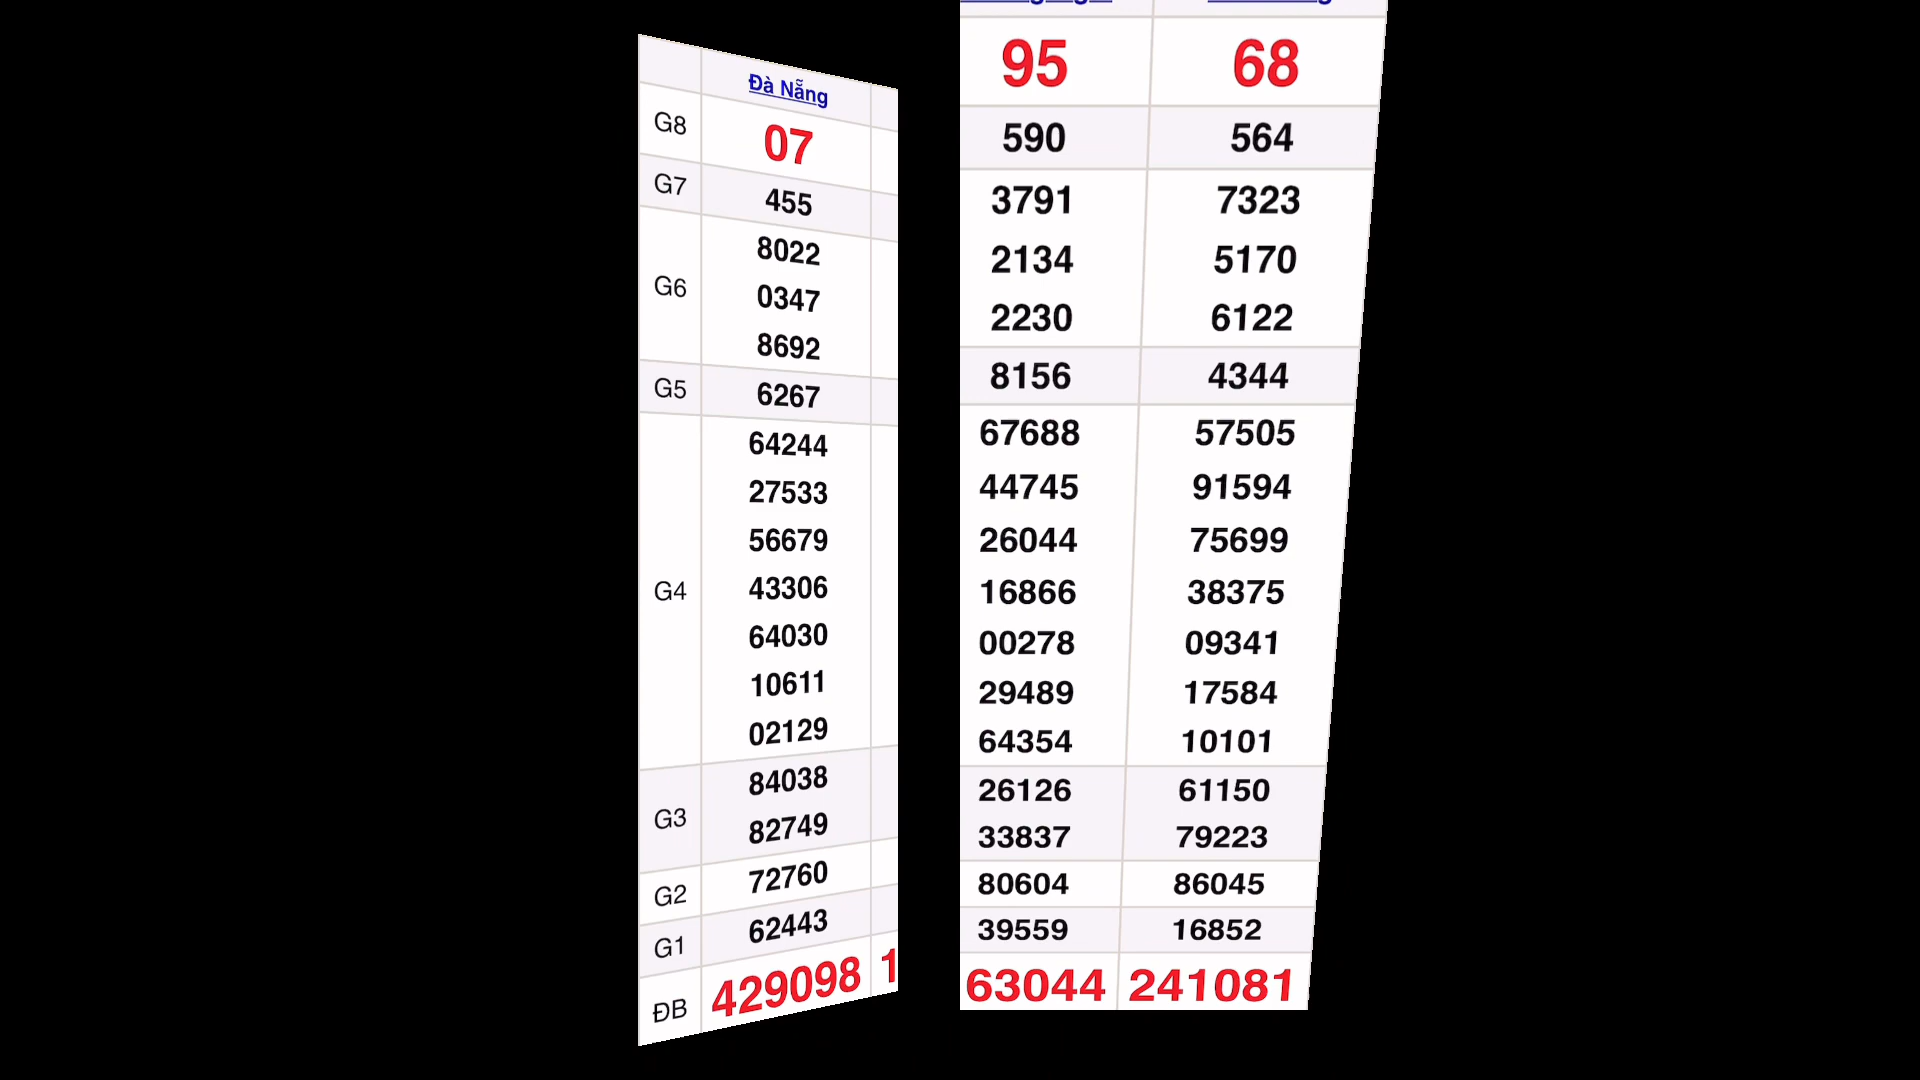 Đà Nẵng
G8 07 95 68
G7 455 590 564
8022 3791 7323
G6 0347 2134 5170
8692 2230 6122
G5 6267 8156 4344
64244 67688 57505
27533 44745 91594
56679 26044 75699
G4 43306 16866 38375
64030 00278 09341
10611 29489 17584
02129 64354 10101
G3 84038 26126 61150
82749 33837 79223
G2 72760 80604 86045
G1 62443 39559 16852
ĐB 429098 1 63044 241081